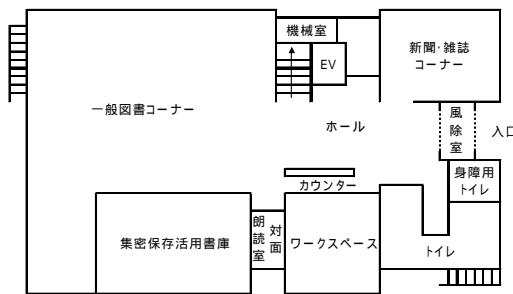 機械室
EV
新聞・雑誌
コーナー
一般図書コーナー
ホール
風除室
入口
身障用
トイレ
カウンター
集密保存活用書庫
対面
朗読室
ワークスペース
トイレ